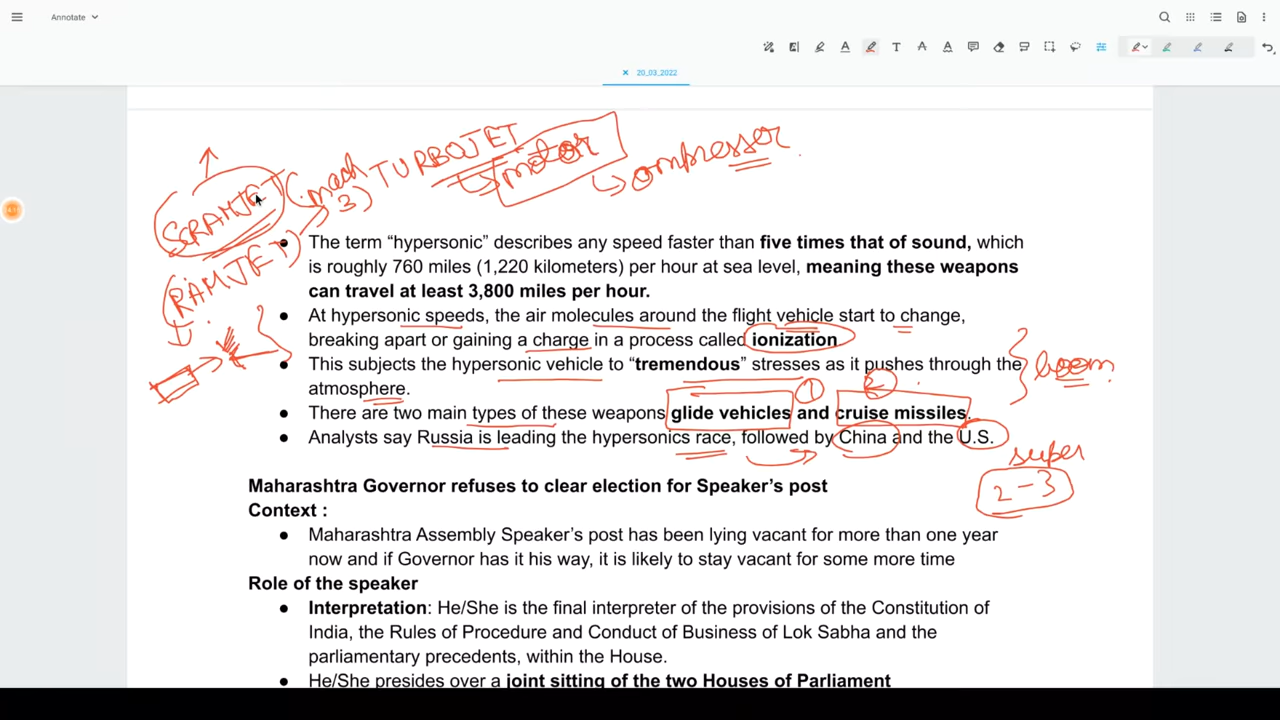 Annotate
T A A
20_03_2022
SCRAMJET (mach 3) TURBOJET
motor
compressor
(RAMJET)
The term “hypersonic” describes any speed faster than five times that of sound, which
is roughly 760 miles (1,220 kilometers) per hour at sea level, meaning these weapons
can travel at least 3,800 miles per hour.
At hypersonic speeds, the air molecules around the flight vehicle start to change,
breaking apart or gaining a charge in a process called ionization
This subjects the hypersonic vehicle to “tremendous” stresses as it pushes through the
atmosphere.
boom
1 2
There are two main types of these weapons glide vehicles and cruise missiles.
Analysts say Russia is leading the hypersonics race, followed by China and the U.S.
super
2-3
Maharashtra Governor refuses to clear election for Speaker’s post
Context :
Maharashtra Assembly Speaker’s post has been lying vacant for more than one year
now and if Governor has it his way, it is likely to stay vacant for some more time
Role of the speaker
Interpretation: He/She is the final interpreter of the provisions of the Constitution of
India, the Rules of Procedure and Conduct of Business of Lok Sabha and the
parliamentary precedents, within the House.
He/She presides over a joint sitting of the two Houses of Parliament